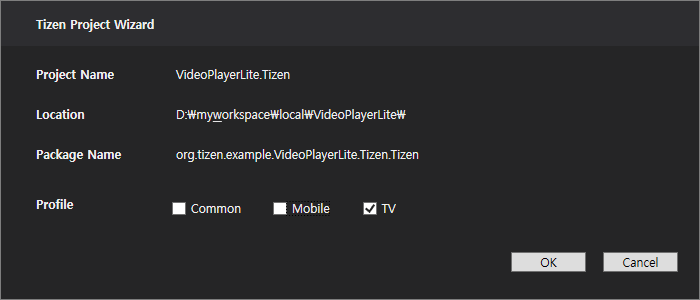 Tizen Project Wizard
Project Name VideoPlayerLite.Tizen
Location D:₩myworkspace₩local₩VideoPlayerLite₩
Package Name org.tizen.example.VideoPlayerLite.Tizen.Tizen
Profile Common Mobile TV
OK Cancel